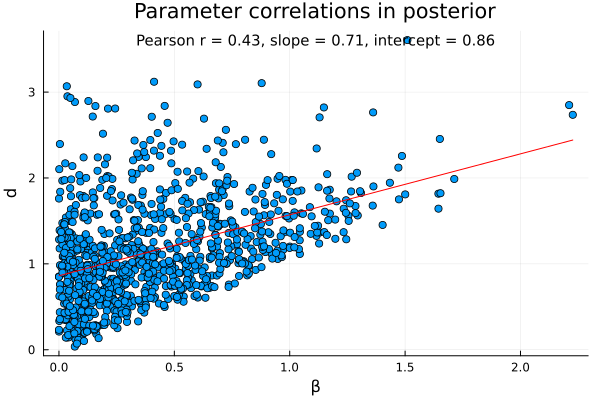 Parameter correlations in posterior
Pearson r = 0.43, slope = 0.71, intercept = 0.86
d
3
2
1
0
0.0 0.5 1.0 1.5 2.0
β